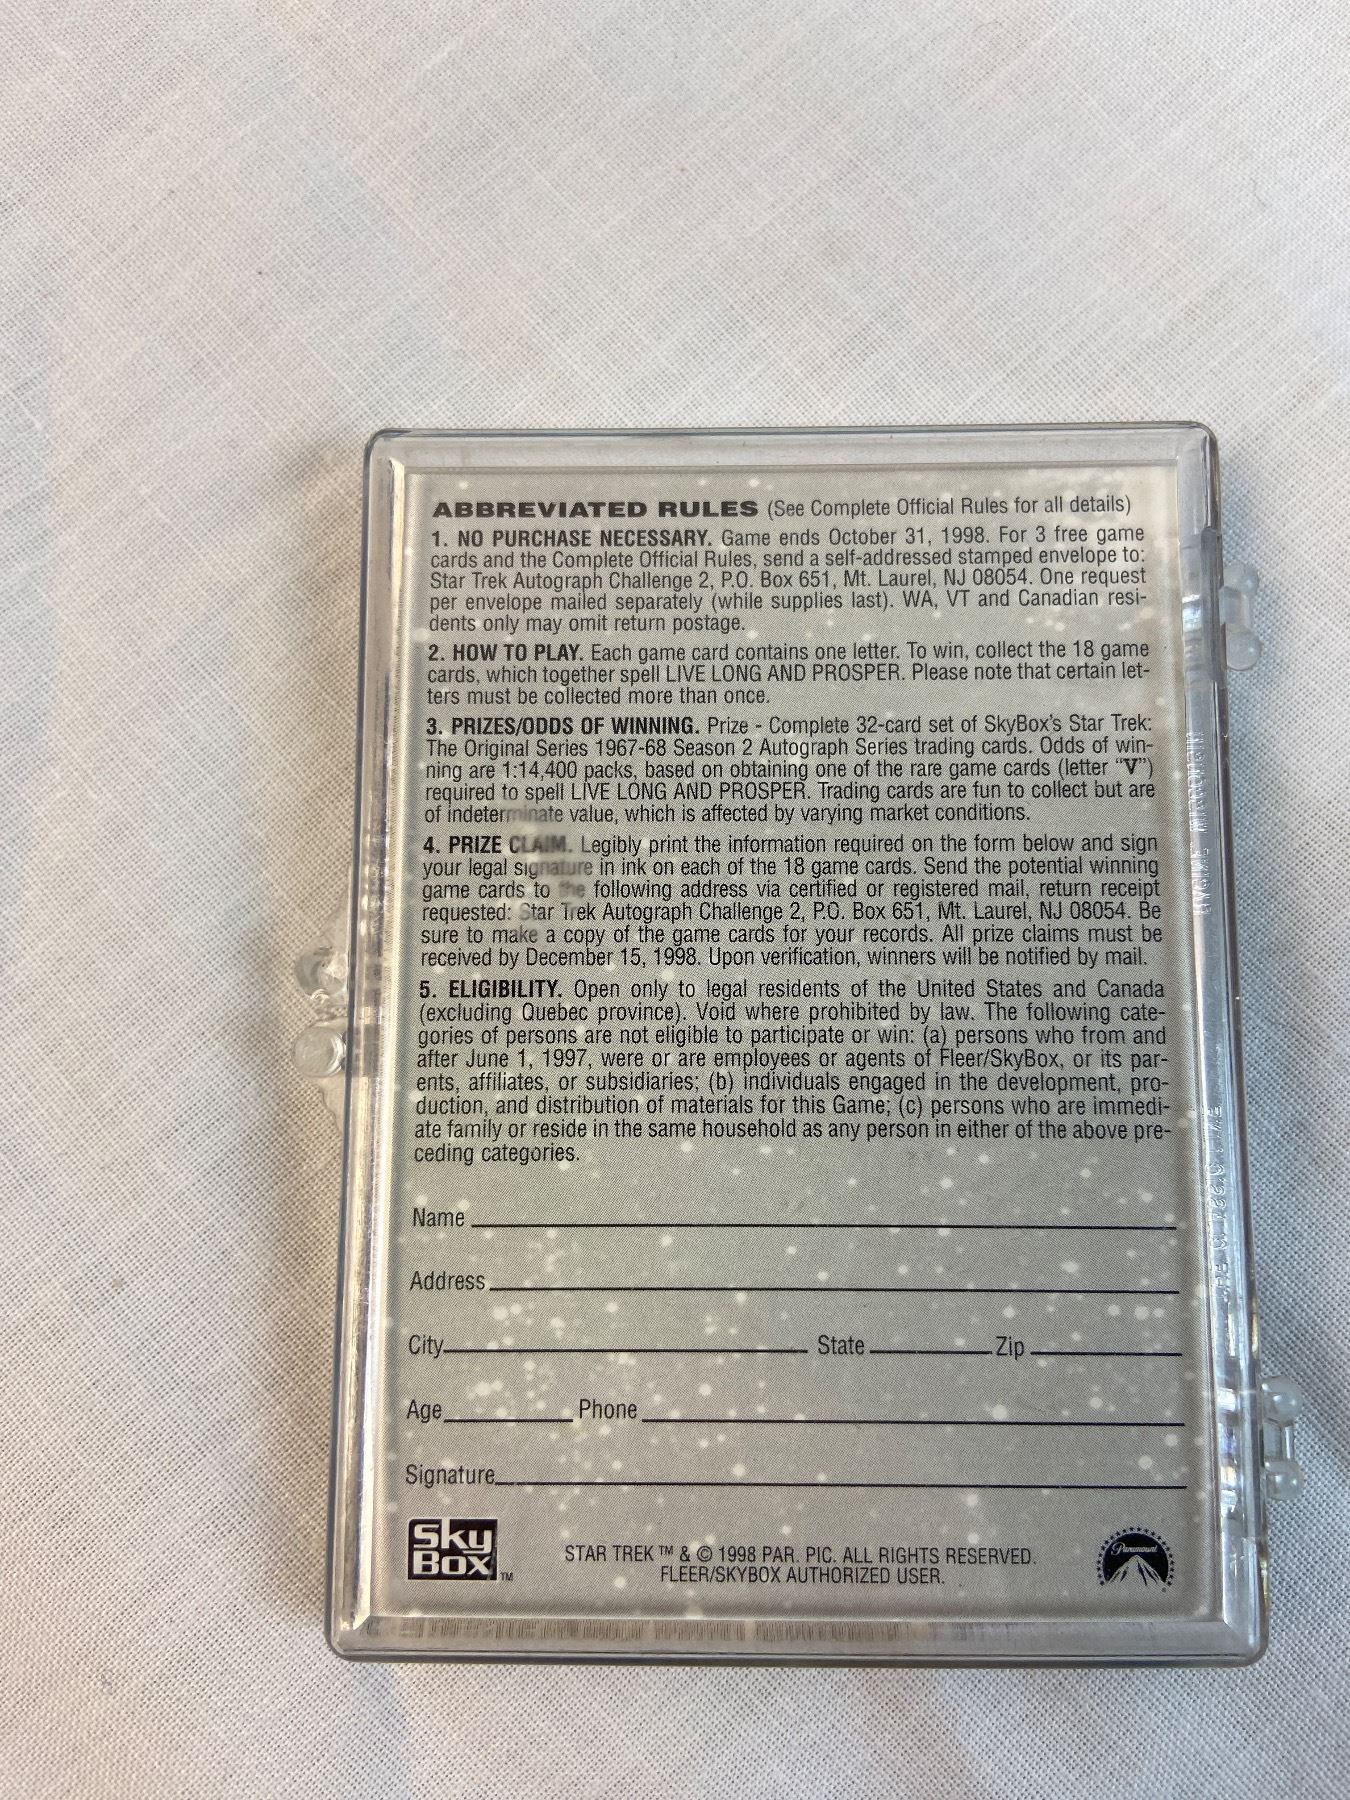 ABBREVIATED RULES (See Complete Official Rules for all details)
1. NO PURCHASE NECESSARY. Game ends October 31, 1998. For 3 free game
cards and the Complete Official Rules, send a self-addressed stamped envelope to:
Star Trek Autograph Challenge 2, P.O. Box 651, Mt. Laurel, NJ 08054. One request
per envelope mailed separately (while supplies last). WA, VT and Canadian resi-
dents only may omit return postage.
2. HOW TO PLAY. Each game card contains one letter. To win, collect the 18 game
cards, which together spell LIVE LONG AND PROSPER. Please note that certain let-
ters must be collected more than once.
3. PRIZES/ODDS OF WINNING. Prize - Complete 32-card set of SkyBox's Star Trek:
The Original Series 1967-68 Season 2 Autograph Series trading cards. Odds of win-
ning are 1:14,400 packs, based on obtaining one of the rare game cards (letter "V")
required to spell LIVE LONG AND PROSPER. Trading cards are fun to collect but are
of indeterminate value, which is affected by varying market conditions.
4. PRIZE CLAIM. Legibly print the information required on the form below and sign
your legal signature in ink on each of the 18 game cards. Send the potential winning
game cards to the following address via certified or registered mail, return receipt
requested: Star Trek Autograph Challenge 2, P.O. Box 651, Mt. Laurel, NJ 08054. Be
sure to make a copy of the game cards for your records. All prize claims must be
received by December 15, 1998. Upon verification, winners will be notified by mail.
5. ELIGIBILITY. Open only to legal residents of the United States and Canada
(excluding Quebec province). Void where prohibited by law. The following cate-
gories of persons are not eligible to participate or win: (a) persons who from and
after June 1, 1997, were or are employees or agents of Fleer/SkyBox, or its par-
ents, affiliates, or subsidiaries; (b) individuals engaged in the development, pro-
duction, and distribution of materials for this Game; (c) persons who are immedi-
ate family or reside in the same household as any person in either of the above pre-
ceding categories.
Name
Address
City State Zip
Age Phone
Signature
Sky
Box TM
STAR TREK ™ & © 1998 PAR. PIC. ALL RIGHTS RESERVED.
FLEER/SKYBOX AUTHORIZED USER.
Paramount